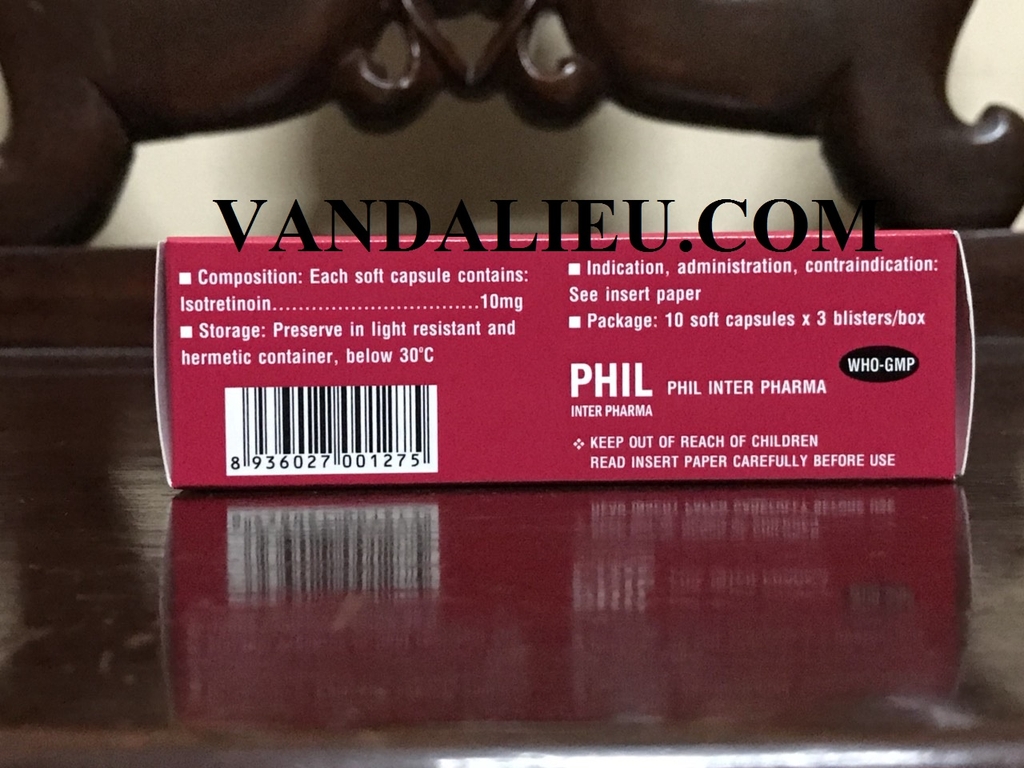 VANDALIEU.COM
■ Composition: Each soft capsule contains:
Isotretinoin................................10mg
■ Storage: Preserve in light resistant and
hermetic container, below 30°C
8 936027 001275
■ Indication, administration, contraindication:
See insert paper
■ Package: 10 soft capsules x 3 blisters/box
WHO-GMP
PHIL PHIL INTER PHARMA
INTER PHARMA
❖ KEEP OUT OF REACH OF CHILDREN
READ INSERT PAPER CAREFULLY BEFORE USE